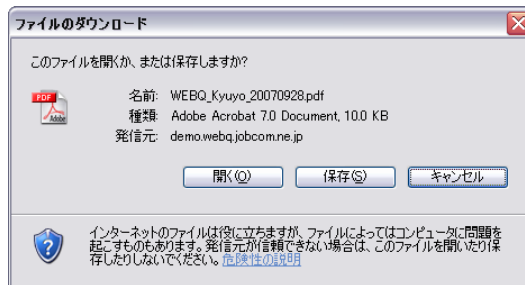 ファイルのダウンロード
このファイルを開くか、または保存しますか?
PDF
Adobe
名前: WEBQ_Kyuyo_20070928.pdf
種類: Adobe Acrobat 7.0 Document, 10.0 KB
発信元: demo.webq.jobcom.ne.jp
開く(O)
保存(S)
キャンセル
インターネットのファイルは役に立ちますが、ファイルによってはコンピュータに問題を
起こすものもあります。発信元が信頼できない場合は、このファイルを開いたり保
存したりしないでください。危険性の説明